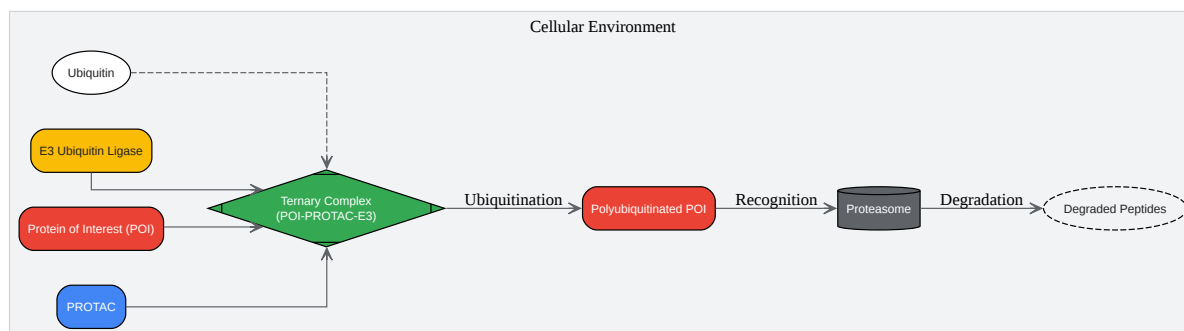 Cellular Environment
Ubiquitin
E3 Ubiquitin Ligase
Protein of Interest (POI)
PROTAC
Ternary Complex
(POI-PROTAC-E3)
Ubiquitination
Polyubiquitinated POI
Recognition
Proteasome
Degradation
Degraded Peptides